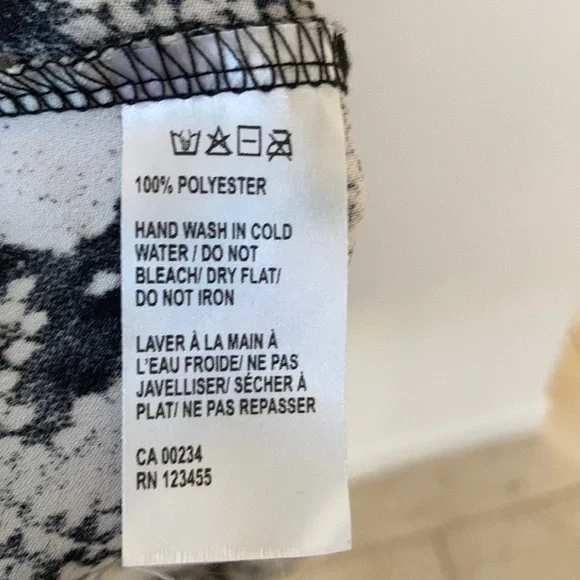 100% POLYESTER
HAND WASH IN COLD
WATER / DO NOT
BLEACH/ DRY FLAT/
DO NOT IRON
LAVER À LA MAIN À
L'EAU FROIDE/ NE PAS
JAVELLISER/ SÉCHER À
PLAT/ NE PAS REPASSER
CA 00234
RN 123455